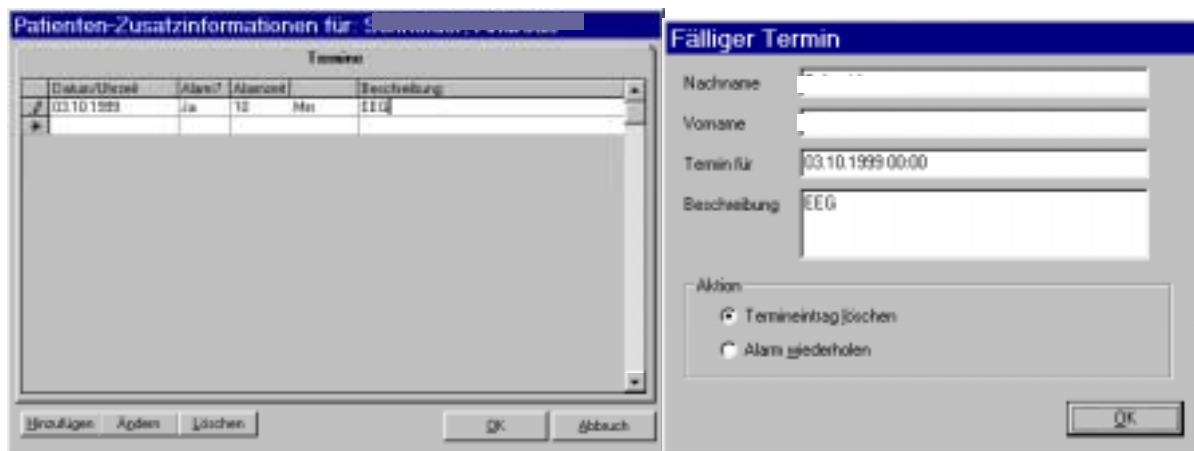 Patienten-Zusatzinformationen für:
Termine
Datum/Uhrzeit Alarm? Alarmzeit Beschreibung
03.10.1999 Ja 10 Min EEG
Hinzufügen Ändern Löschen OK Abbruch
Fälliger Termin
Nachname
Vorname
Termin für 03.10.1999 00:00
Beschreibung EEG
Aktion
Termineintrag löschen
Alarm wiederholen
OK